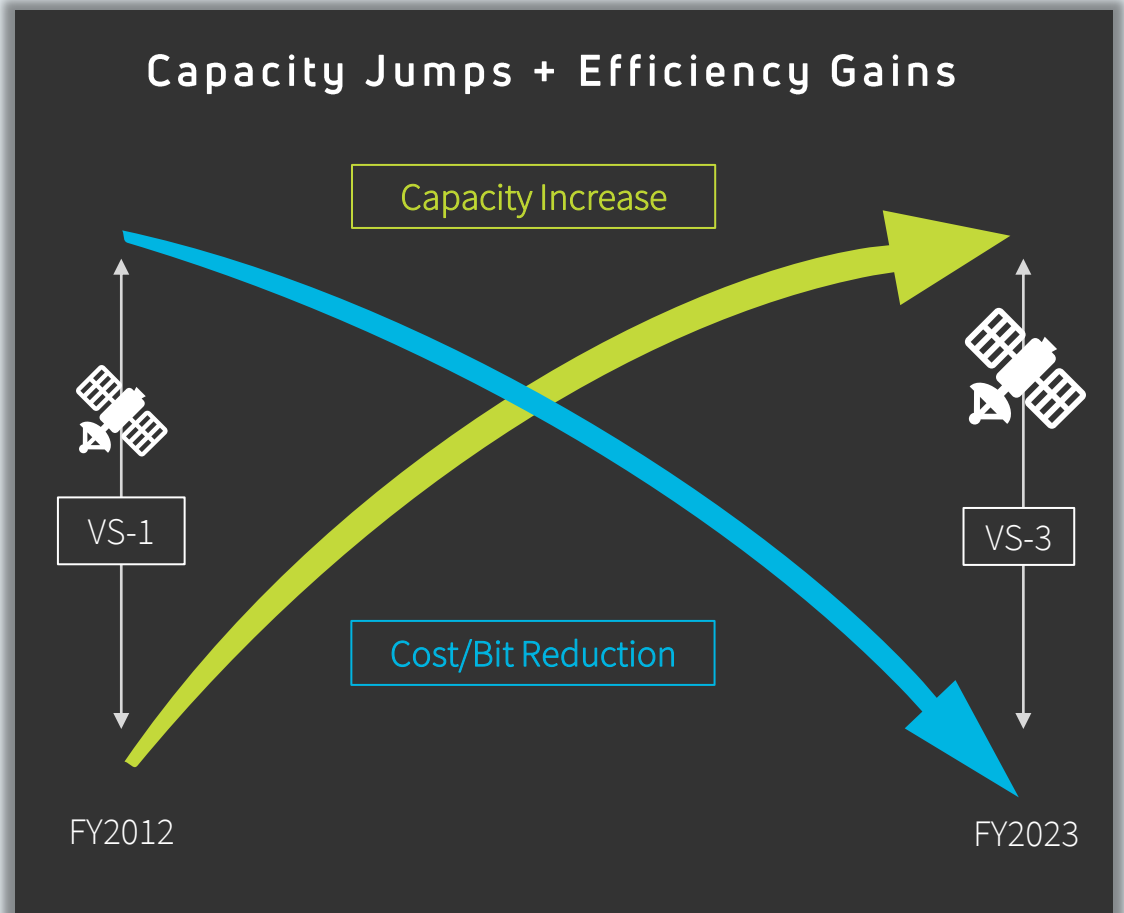 Capacity Jumps + Efficiency Gains
Capacity Increase
VS-1
VS-3
Cost/Bit Reduction
FY2012
FY2023